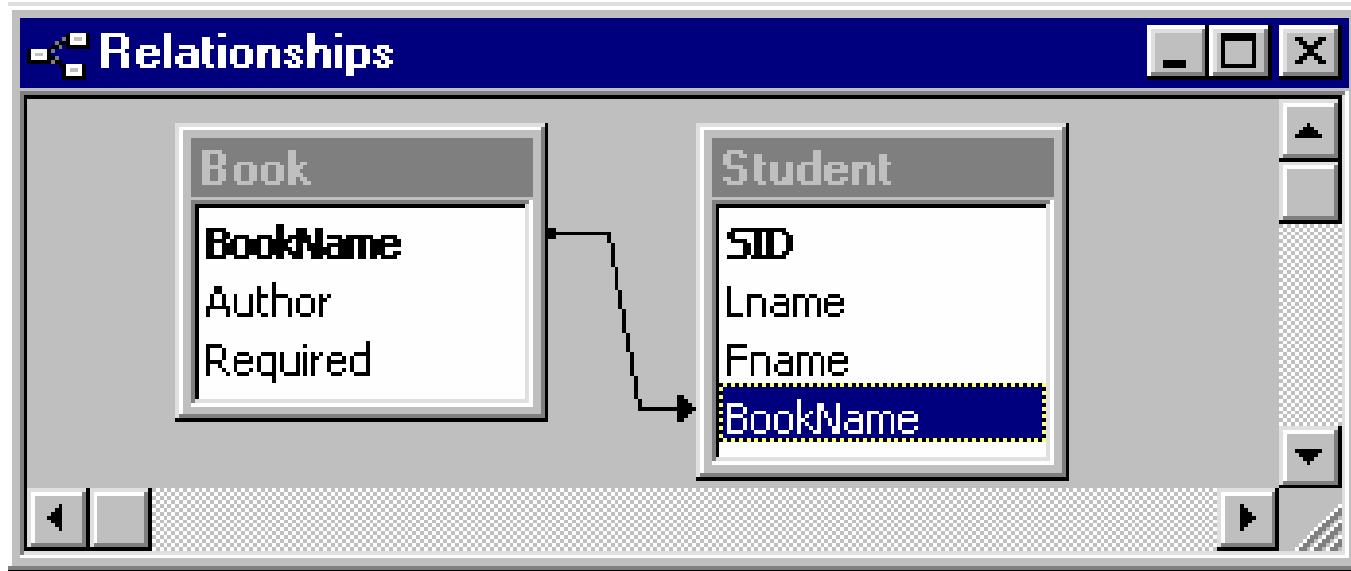 Relationships
Book
BookName
Author
Required
Student
SID
Lname
Fname
BookName